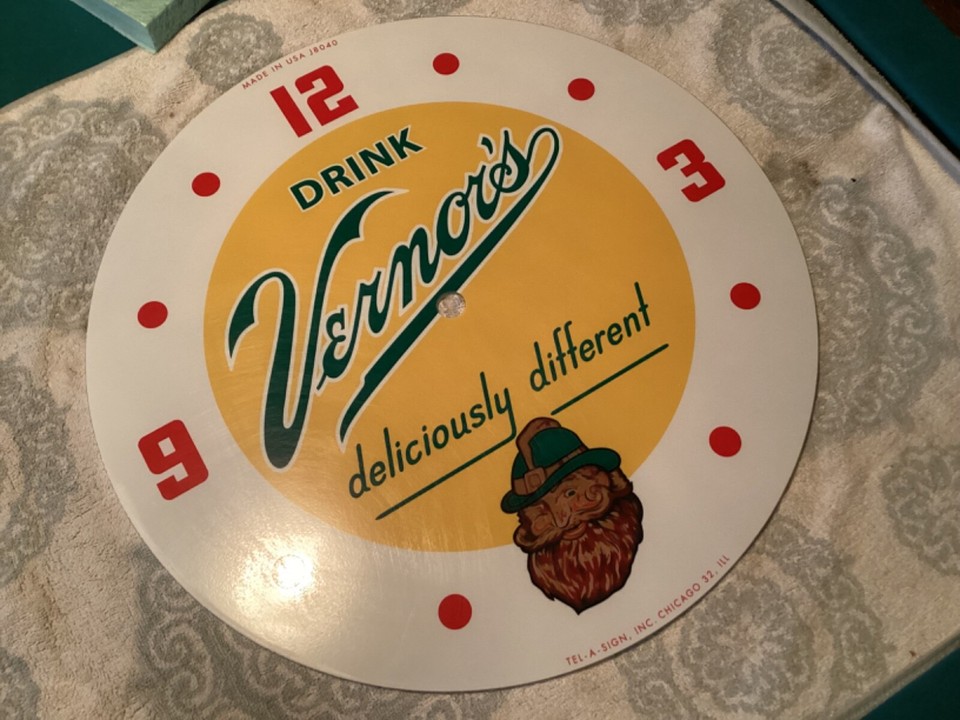 MADE IN USA J8040
12
DRINK
Vernor's
3
deliciously different
9
TEL-A-SIGN, INC. CHICAGO 32, ILL